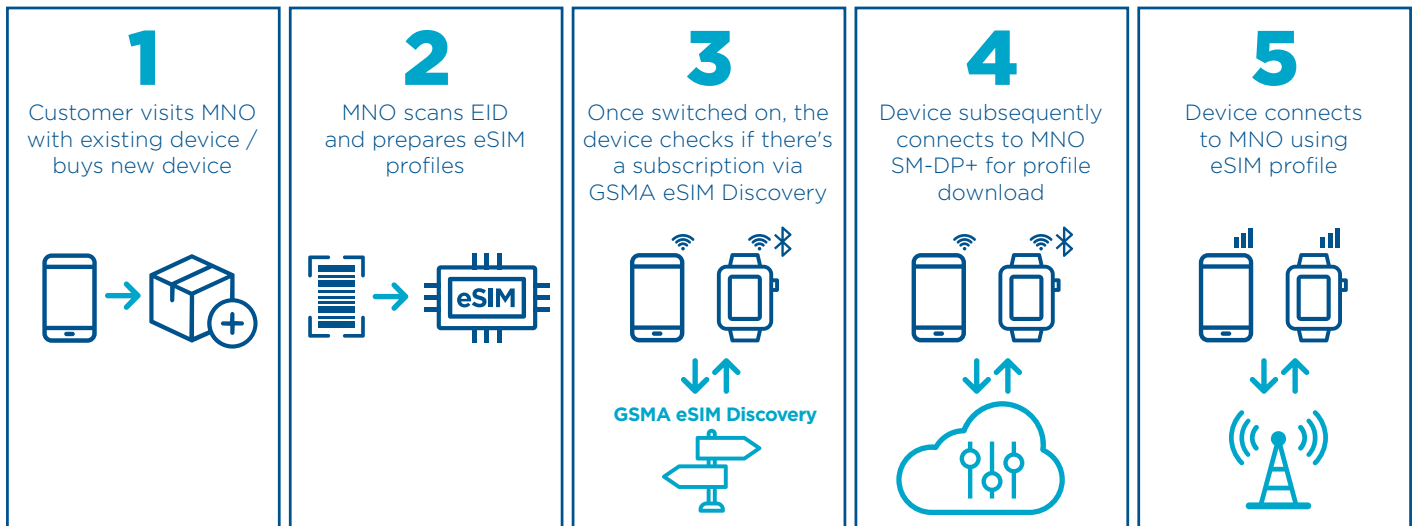 1
Customer visits MNO
with existing device /
buys new device
2
MNO scans EID
and prepares eSIM
profiles
eSIM
3
Once switched on, the
device checks if there's
a subscription via
GSMA eSIM Discovery
GSMA eSIM Discovery
4
Device subsequently
connects to MNO
SM-DP+ for profile
download
5
Device connects
to MNO using
eSIM profile